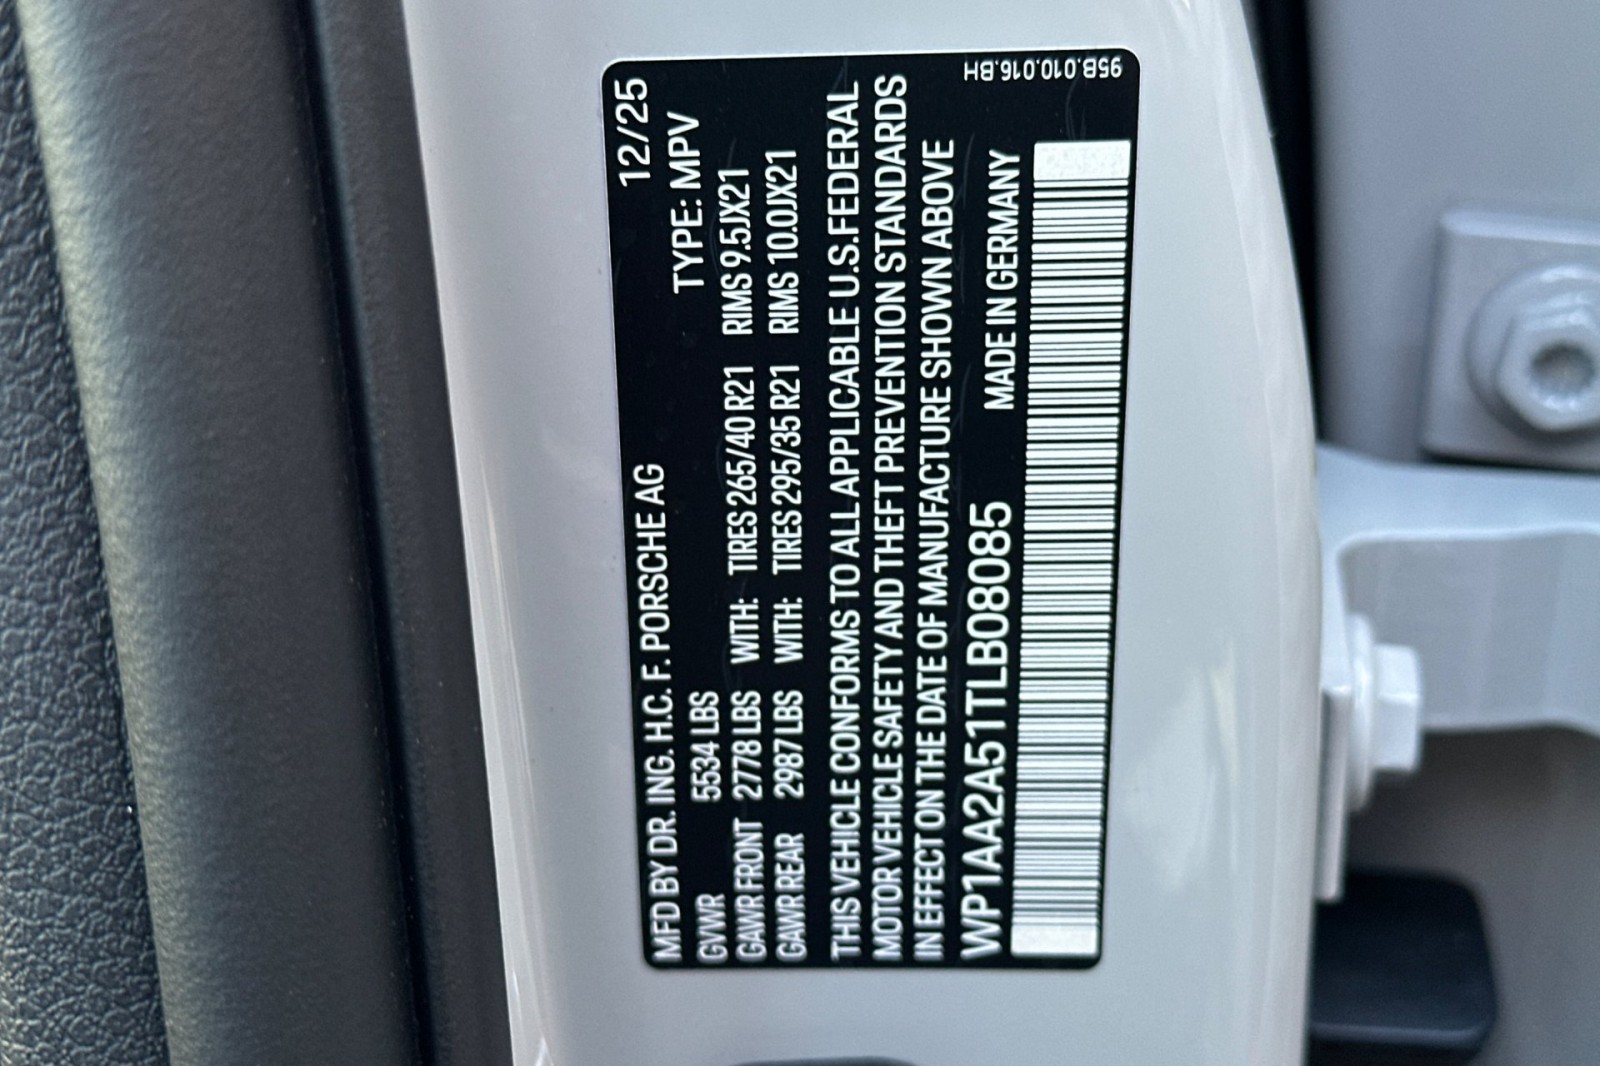 MFD BY DR. ING. H.C. F. PORSCHE AG 12/25
GVWR 5534 LBS TYPE: MPV
GAWR FRONT 2778 LBS WITH: TIRES 265/40 R21 RIMS 9.5JX21
GAWR REAR 2987 LBS WITH: TIRES 295/35 R21 RIMS 10.0JX21
THIS VEHICLE CONFORMS TO ALL APPLICABLE U.S.FEDERAL
MOTOR VEHICLE SAFETY AND THEFT PREVENTION STANDARDS
IN EFFECT ON THE DATE OF MANUFACTURE SHOWN ABOVE
WP1AA2A51TLB08085 MADE IN GERMANY
95B.010.016.BH